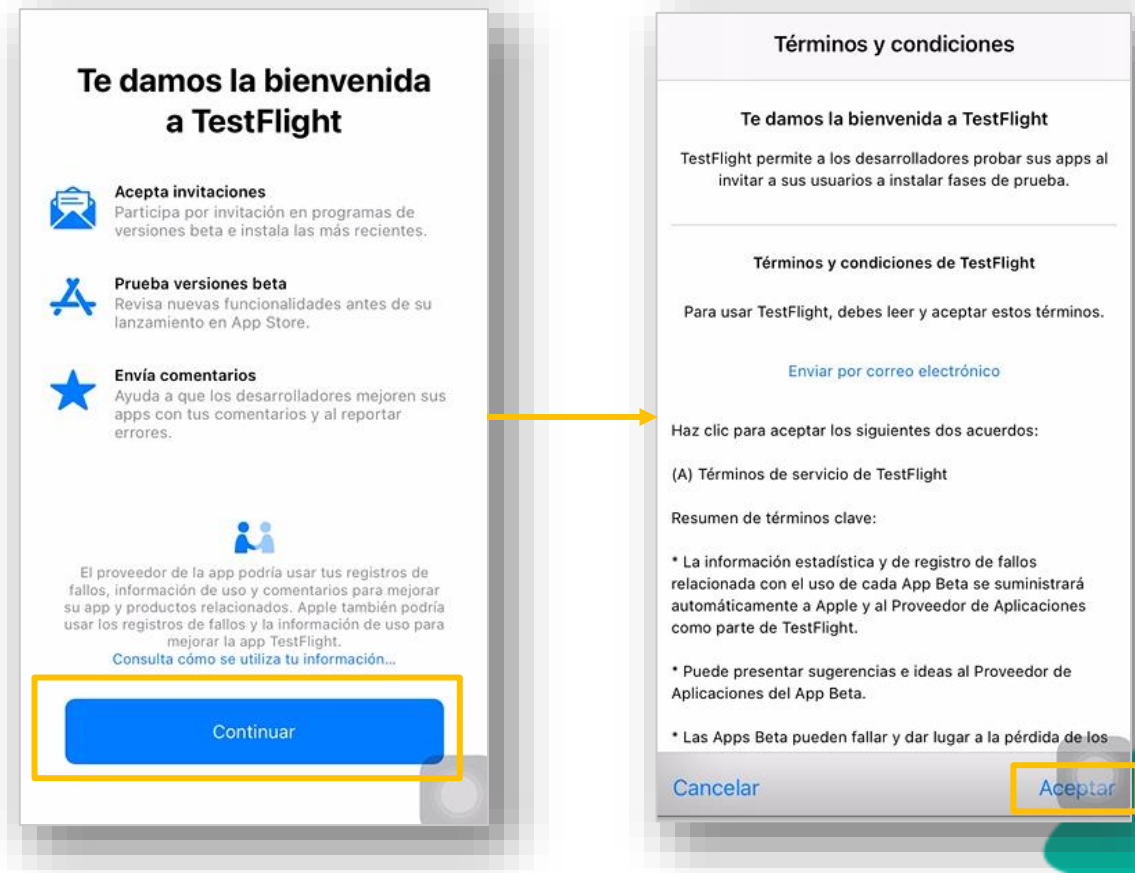 Te damos la bienvenida
a TestFlight
Acepta invitaciones
Participa por invitación en programas de
versiones beta e instala las más recientes.
Prueba versiones beta
Revisa nuevas funcionalidades antes de su
lanzamiento en App Store.
Envía comentarios
Ayuda a que los desarrolladores mejoren sus
apps con tus comentarios y al reportar
errores.
El proveedor de la app podría usar tus registros de
fallos, información de uso y comentarios para mejorar
su app y productos relacionados. Apple también podría
usar los registros de fallos y la información de uso para
mejorar la app TestFlight.
Consulta cómo se utiliza tu información...
Continuar
Términos y condiciones
Te damos la bienvenida a TestFlight
TestFlight permite a los desarrolladores probar sus apps al
invitar a sus usuarios a instalar fases de prueba.
Términos y condiciones de TestFlight
Para usar TestFlight, debes leer y aceptar estos términos.
Enviar por correo electrónico
Haz clic para aceptar los siguientes dos acuerdos:
(A) Términos de servicio de TestFlight
Resumen de términos clave:
* La información estadística y de registro de fallos
relacionada con el uso de cada App Beta se suministrará
automáticamente a Apple y al Proveedor de Aplicaciones
como parte de TestFlight.
* Puede presentar sugerencias e ideas al Proveedor de
Aplicaciones del App Beta.
* Las Apps Beta pueden fallar y dar lugar a la pérdida de los
Cancelar
Aceptar